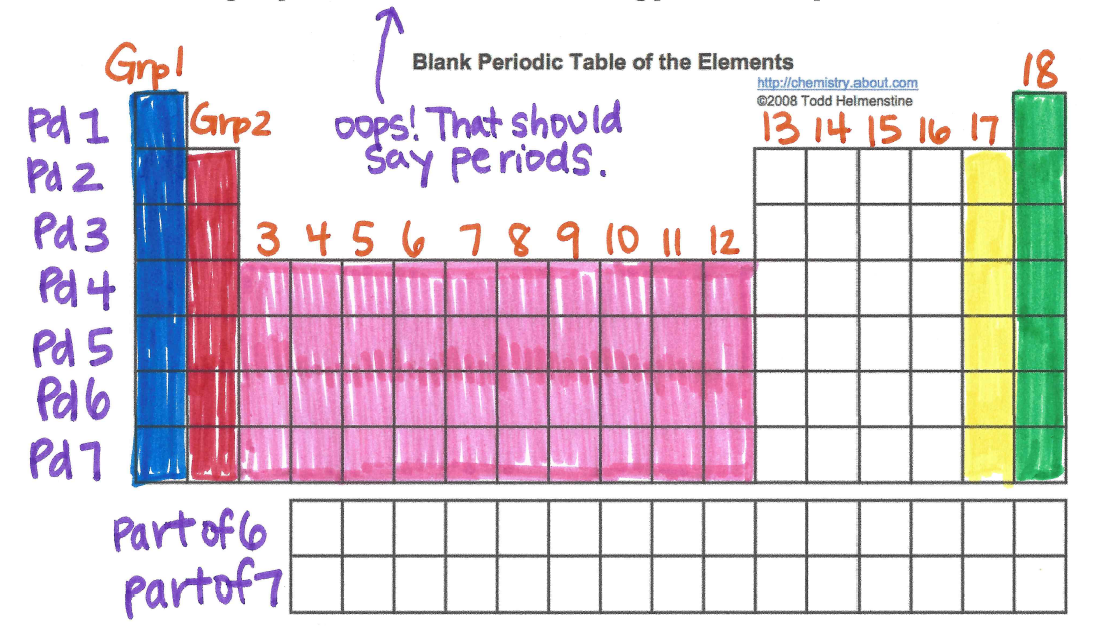 Grp1
Blank Periodic Table of the Elements
18
http://chemistry.about.com
©2008 Todd Helmenstine
Pd 1
Grp2
oops! That should
say periods.
13 14 15 16 17
Pd 2
Pd 3
3 4 5 6 7 8 9 10 11 12
Pd 4
Pd 5
Pd 6
Pd 7
Part of 6
part of 7